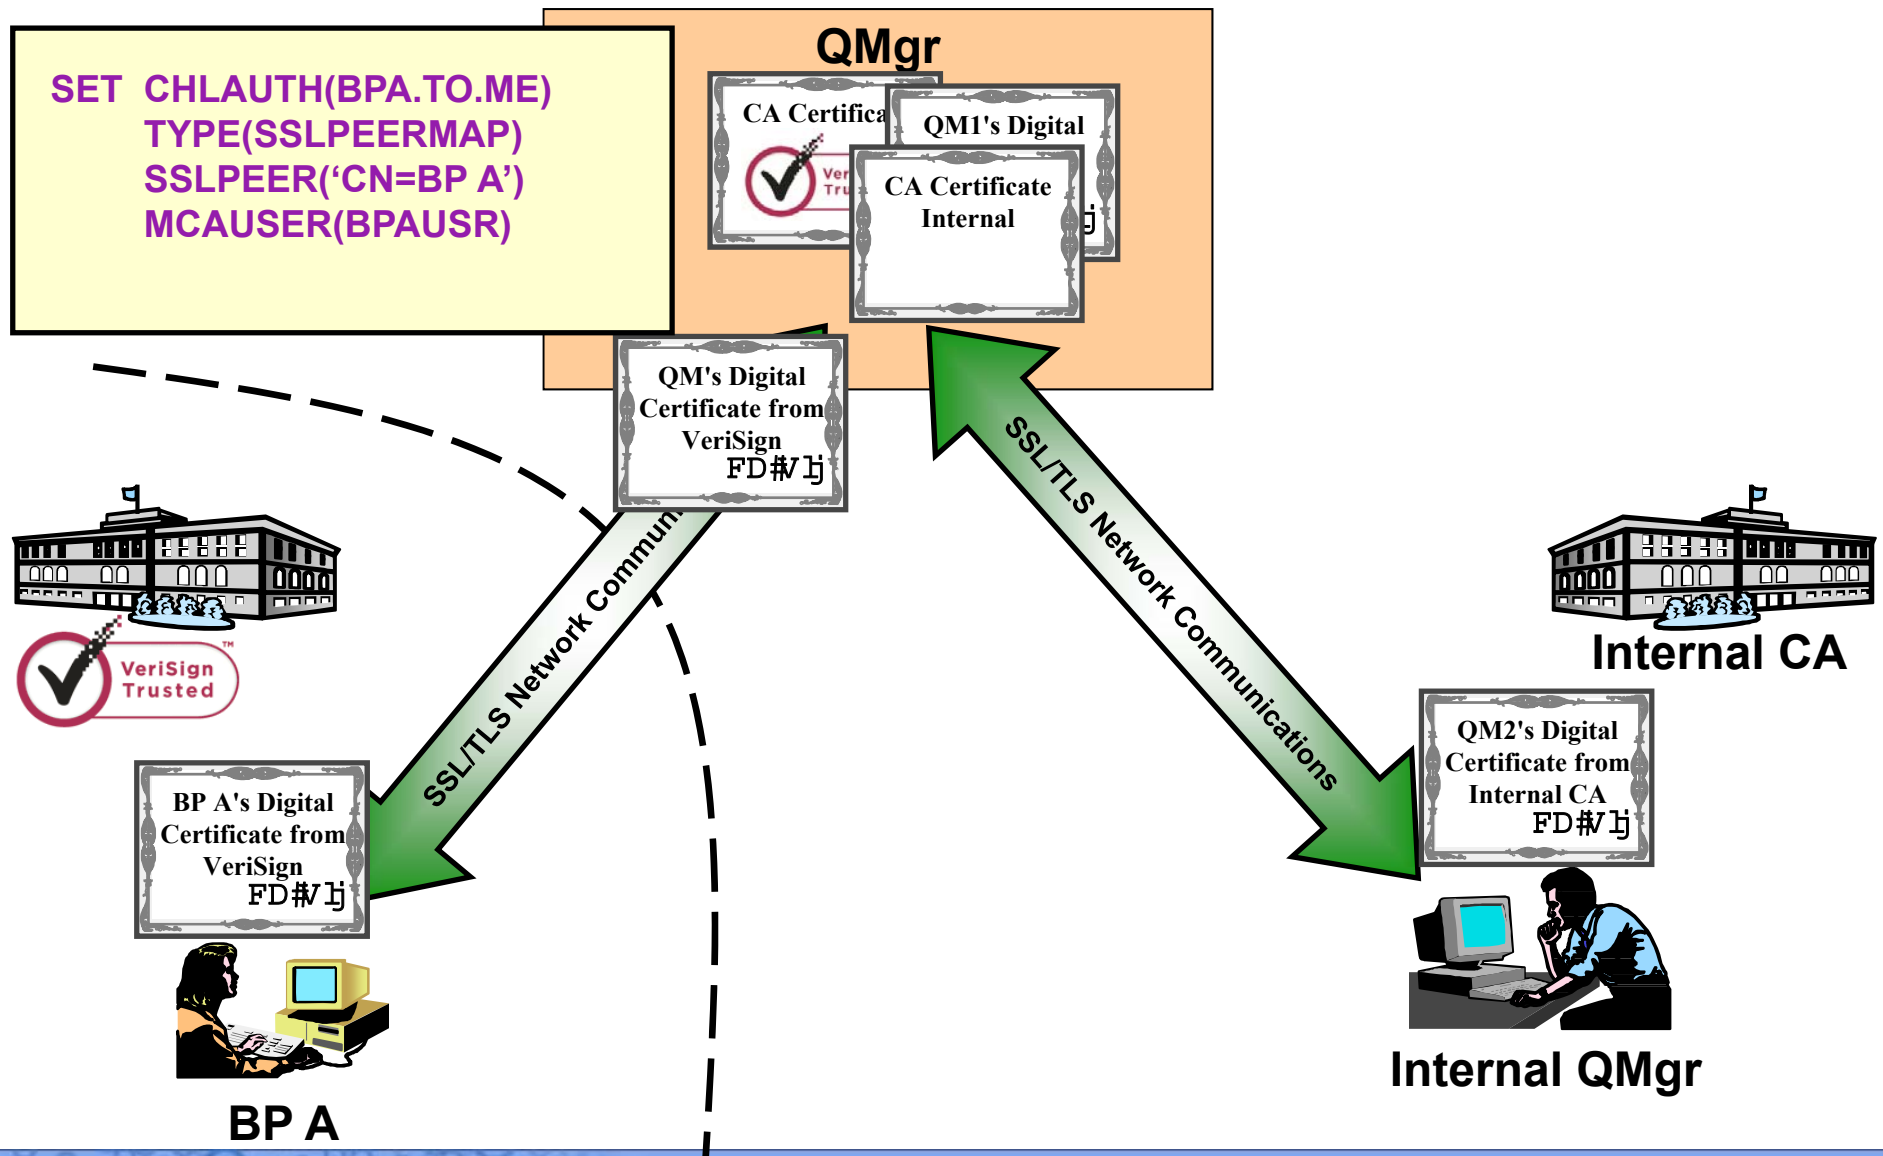 SET CHLAUTH(BPA.TO.ME)
TYPE(SSLPEERMAP)
SSLPEER(‘CN=BP A’)
MCAUSER(BPAUSR)
QMgr
CA Certifica
QM1's Digital
CA Certificate
Internal
QM's Digital
Certificate from
VeriSign
SSL/TLS Network Communi
SSL/TLS Network Communications
VeriSign
Trusted
™
Internal CA
BP A's Digital
Certificate from
VeriSign
QM2's Digital
Certificate from
Internal CA
BP A
Internal QMgr